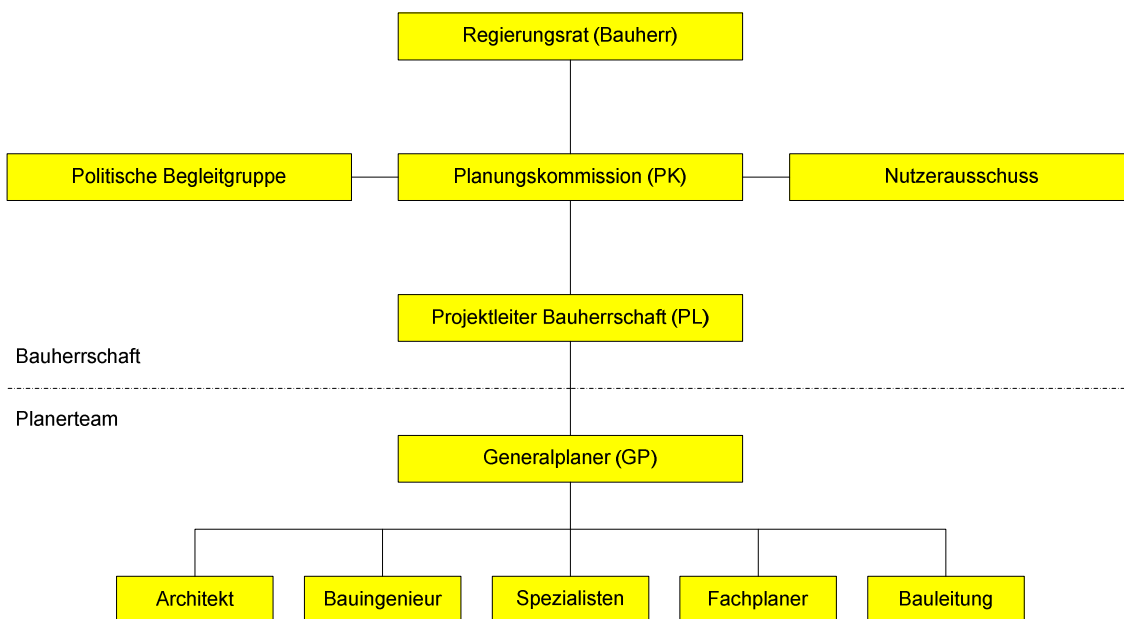 Regierungsrat (Bauherr)
Politische Begleitgruppe
Planungskommission (PK)
Nutzerausschuss
Projektleiter Bauherrschaft (PL)
Bauherrschaft
Planerteam
Generalplaner (GP)
Architekt
Bauingenieur
Spezialisten
Fachplaner
Bauleitung